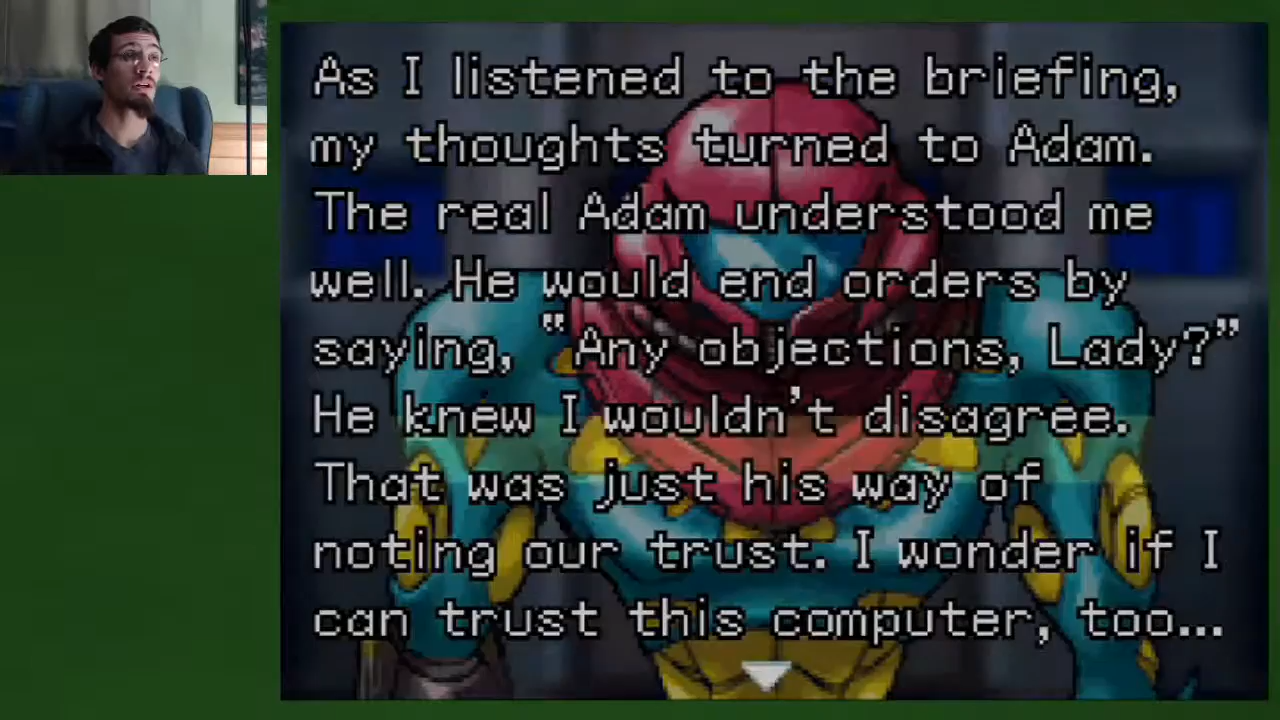 As I listened to the briefing,
my thoughts turned to Adam.
The real Adam understood me
well. He would end orders by
saying, "Any objections, Lady?"
He knew I wouldn't disagree.
That was just his way of
noting our trust. I wonder if I
can trust this computer, too...